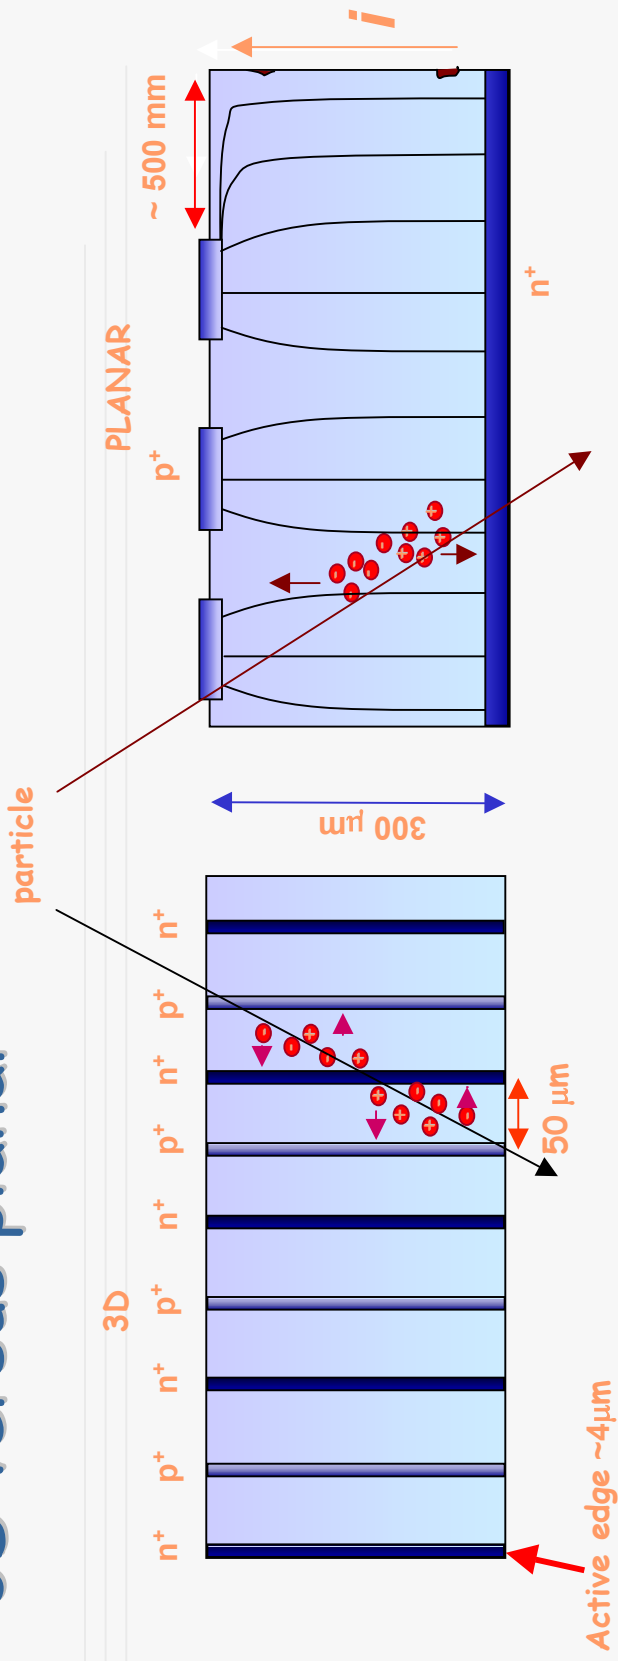 particle
3D
PLANAR
n⁺ p⁺ n⁺ p⁺ n⁺ p⁺ n⁺ p⁺ n⁺
p⁺
~ 500 mm
i
300 μm
n⁺
50 μm
Active edge ~4μm